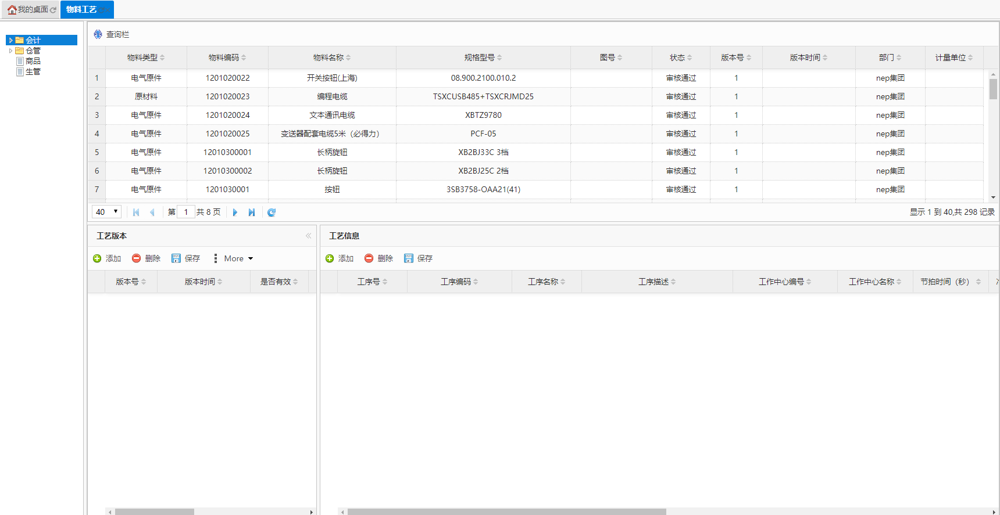 我的桌面 物料工艺
会计
仓管
商品
生管
查询栏
物料类型 物料编码 物料名称 规格型号 图号 状态 版本号 版本时间 部门 计量单位
1 电气原件 1201020022 开关按钮(上海) 08.900.2100.010.2 审核通过 1 nep集团
2 原材料 1201020023 编程电缆 TSXCUSB485+TSXCRJMD25 审核通过 1 nep集团
3 电气原件 1201020024 文本通讯电缆 XBTZ9780 审核通过 1 nep集团
4 电气原件 1201020025 变送器配套电缆5米（必得力） PCF-05 审核通过 1 nep集团
5 电气原件 12010300001 长柄旋钮 XB2BJ33C 3档 审核通过 1 nep集团
6 电气原件 12010300002 长柄旋钮 XB2BJ25C 2档 审核通过 1 nep集团
7 电气原件 1201030001 按钮 3SB3758-OAA21(41) 审核通过 1 nep集团
40 第 1 共 8 页 显示 1 到 40,共 298 记录
工艺版本
添加 删除 保存 More
版本号 版本时间 是否有效
工艺信息
添加 删除 保存
工序号 工序编码 工序名称 工序描述 工作中心编号 工作中心名称 节拍时间（秒）